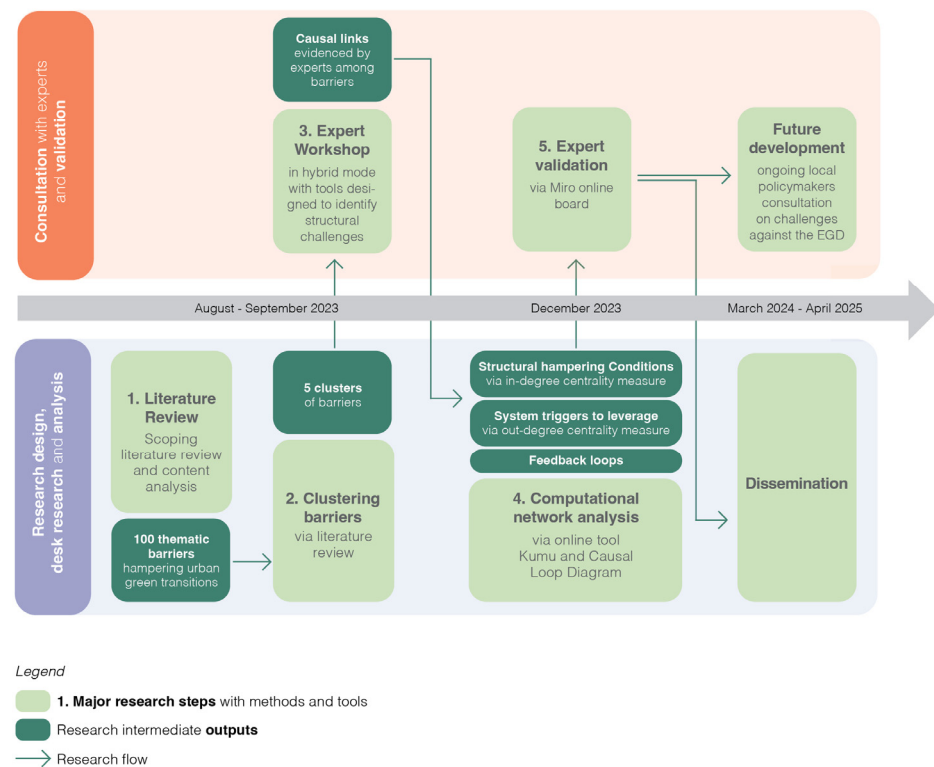 Consultation with experts
and validation
Causal links
evidenced by
experts among
barriers
3. Expert
Workshop
in hybrid mode
with tools desi-
gned to identify
structural
challenges
5. Expert
validation
via Miro online
board
Future
development
ongoing local
policymakers
consultation
on challenges
against the EGD
August - September 2023
December 2023
March 2024 - April 2025
Research design,
desk research and analysis
1. Literature
Review
Scoping
literature review
and content
analysis
100 thematic
barriers
hampering urban
green transitions
5 clusters
of barriers
2. Clustering
barriers
via literature
review
Structural hampering Conditions
via in-degree centrality measure
System triggers to leverage
via out-degree centrality measure
Feedback loops
4. Computational
network analysis
via online tool
Kumu and Causal
Loop Diagram
Dissemination
Legend
1. Major research steps with methods and tools
Research intermediate outputs
Research flow